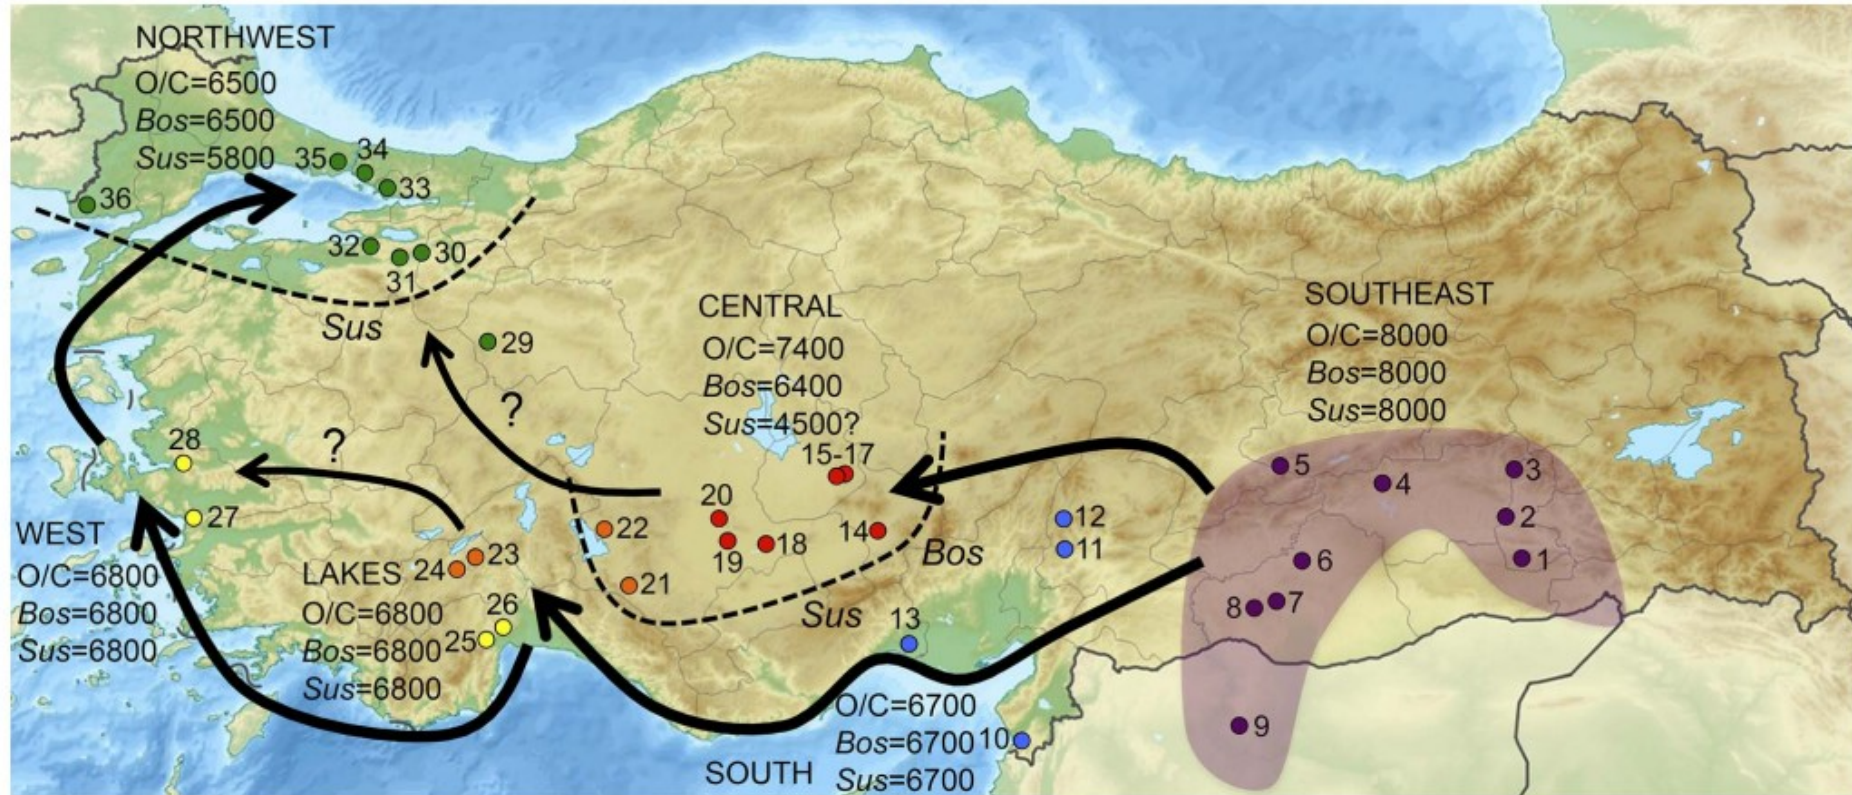 NORTHWEST
O/C=6500
Bos=6500
Sus=5800
35
34
33
36
32
30
31
Sus
29
?
CENTRAL
O/C=7400
Bos=6400
Sus=4500?
15-17
SOUTHEAST
O/C=8000
Bos=8000
Sus=8000
5
4
3
2
1
6
8
7
9
28
?
27
20
22
19
18
14
12
11
Bos
WEST
O/C=6800
Bos=6800
Sus=6800
LAKES
24
23
O/C=6800
26
Bos=6800
25
Sus=6800
21
Sus
13
O/C=6700
Bos=6700
10
SOUTH
Sus=6700